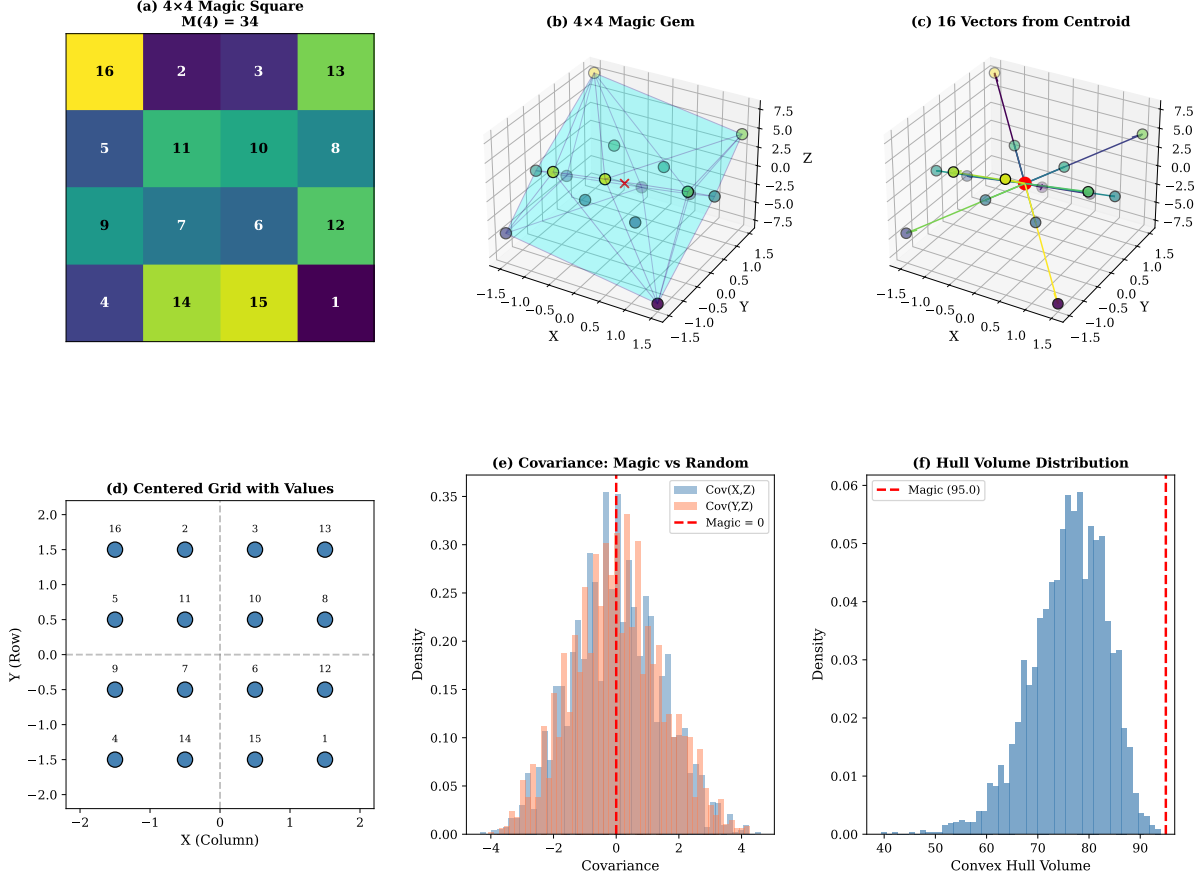 (a) 4×4 Magic Square
M(4) = 34
16 2 3 13
5 11 10 8
9 7 6 12
4 14 15 1
(b) 4×4 Magic Gem
7.5
5.0
2.5
0.0
−2.5
−5.0
−7.5
Z
1.5
1.0
0.5
0.0
−0.5
−1.0
−1.5
Y
−1.5
−1.0
−0.5
0.0
0.5
1.0
1.5
X
(c) 16 Vectors from Centroid
7.5
5.0
2.5
0.0
−2.5
−5.0
−7.5
Z
1.5
1.0
0.5
0.0
−0.5
−1.0
−1.5
Y
−1.5
−1.0
−0.5
0.0
0.5
1.0
1.5
X
(d) Centered Grid with Values
2.0
1.5
1.0
0.5
0.0
−0.5
−1.0
−1.5
−2.0
Y (Row)
16 2 3 13
5 11 10 8
9 7 6 12
4 14 15 1
−2 −1 0 1 2
X (Column)
(e) Covariance: Magic vs Random
Cov(X,Z)
Cov(Y,Z)
Magic = 0
0.35
0.30
0.25
0.20
0.15
0.10
0.05
0.00
Density
−4 −2 0 2 4
Covariance
(f) Hull Volume Distribution
Magic (95.0)
0.06
0.05
0.04
0.03
0.02
0.01
0.00
Density
40 50 60 70 80 90
Convex Hull Volume